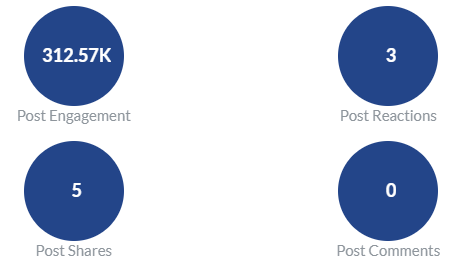 312.57K
Post Engagement
3
Post Reactions
5
Post Shares
0
Post Comments